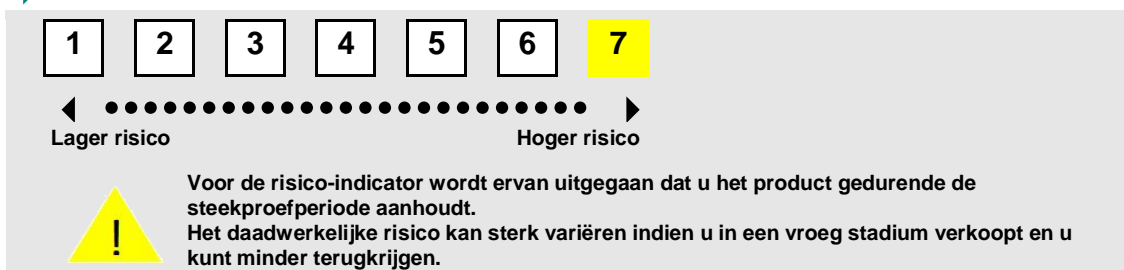 1 2 3 4 5 6 7
Lager risico Hoger risico
Voor de risico-indicator wordt ervan uitgegaan dat u het product gedurende de
steekproefperiode aanhoudt.
!
Het daadwerkelijke risico kan sterk variëren indien u in een vroeg stadium verkoopt en u
kunt minder terugkrijgen.